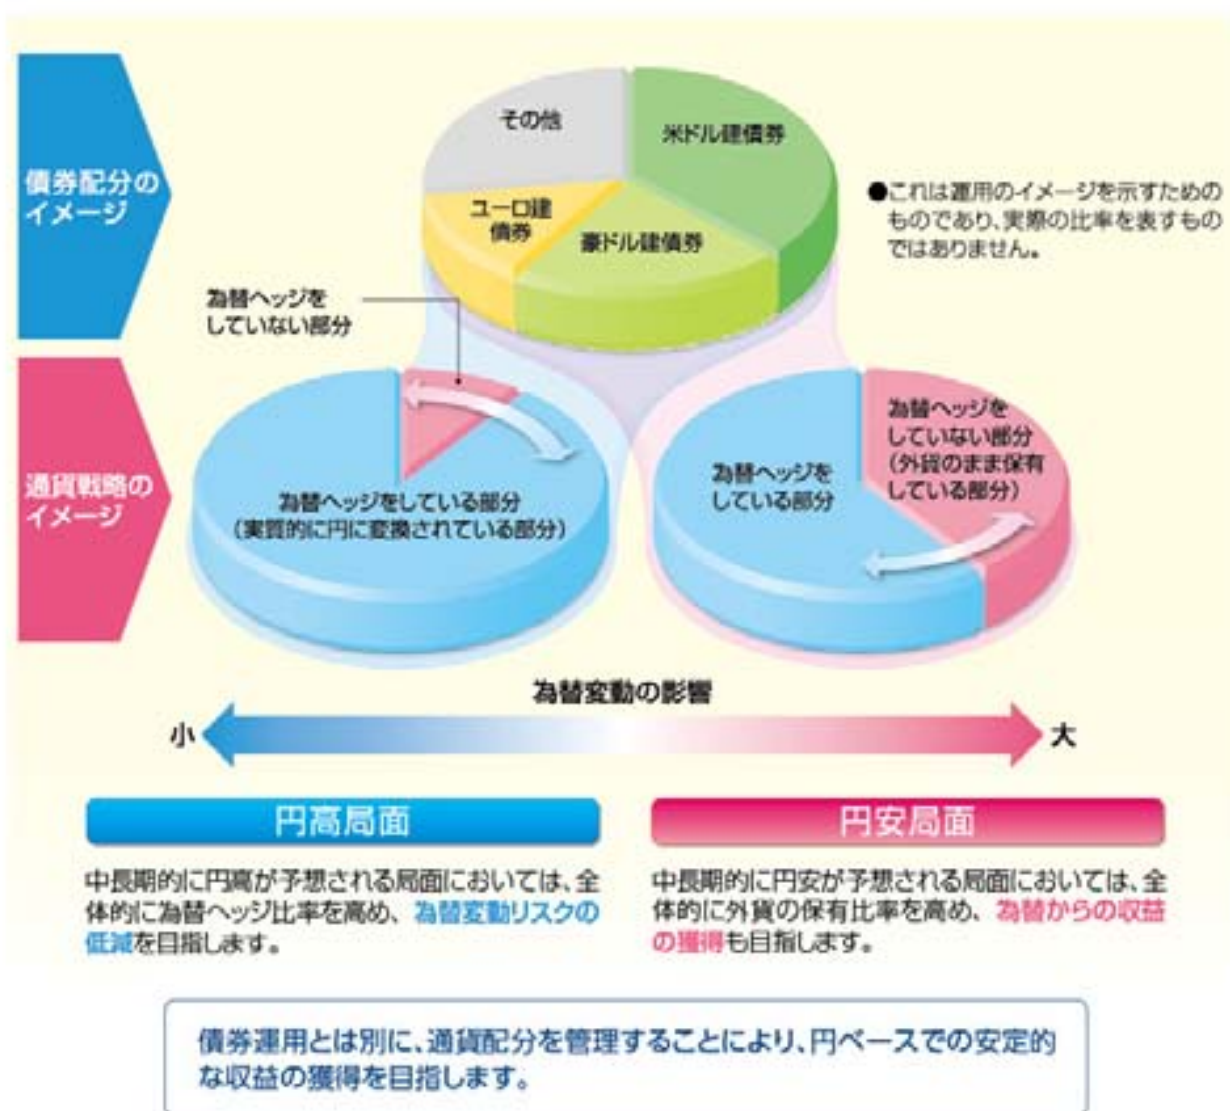 債券配分の
イメージ
その他
米ドル建債券
ユーロ建
債券
豪ドル建債券
●これは運用のイメージを示すための
ものであり、実際の比率を表すもの
ではありません。
為替ヘッジを
していない部分
通貨戦略の
イメージ
為替ヘッジをしている部分
(実質的に円に変換されている部分)
為替ヘッジを
している部分
為替ヘッジを
していない部分
(外貨のまま保有
している部分)
為替変動の影響
小
大
円高局面
中長期的に円高が予想される局面においては、全
体的に為替ヘッジ比率を高め、為替変動リスクの
低減を目指します。
円安局面
中長期的に円安が予想される局面においては、全
体的に外貨の保有比率を高め、為替からの収益
の獲得も目指します。
債券運用とは別に、通貨配分を管理することにより、円ベースでの安定的
な収益の獲得を目指します。